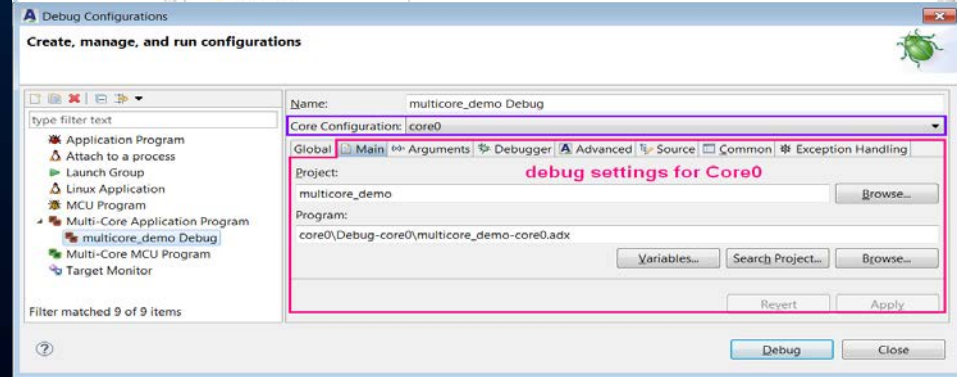 Debug Configurations
Create, manage, and run configurations
type filter text
Application Program
Attach to a process
Launch Group
Linux Application
MCU Program
Multi-Core Application Program
multicore_demo Debug
Multi-Core MCU Program
Target Monitor
Filter matched 9 of 9 items
Name: multicore_demo Debug
Core Configuration: core0
Global Main Arguments Debugger Advanced Source Common Exception Handling
Project: debug settings for Core0
multicore_demo Browse...
Program:
core0\Debug-core0\multicore_demo-core0.adx
Variables... Search Project... Browse...
Revert Apply
Debug Close